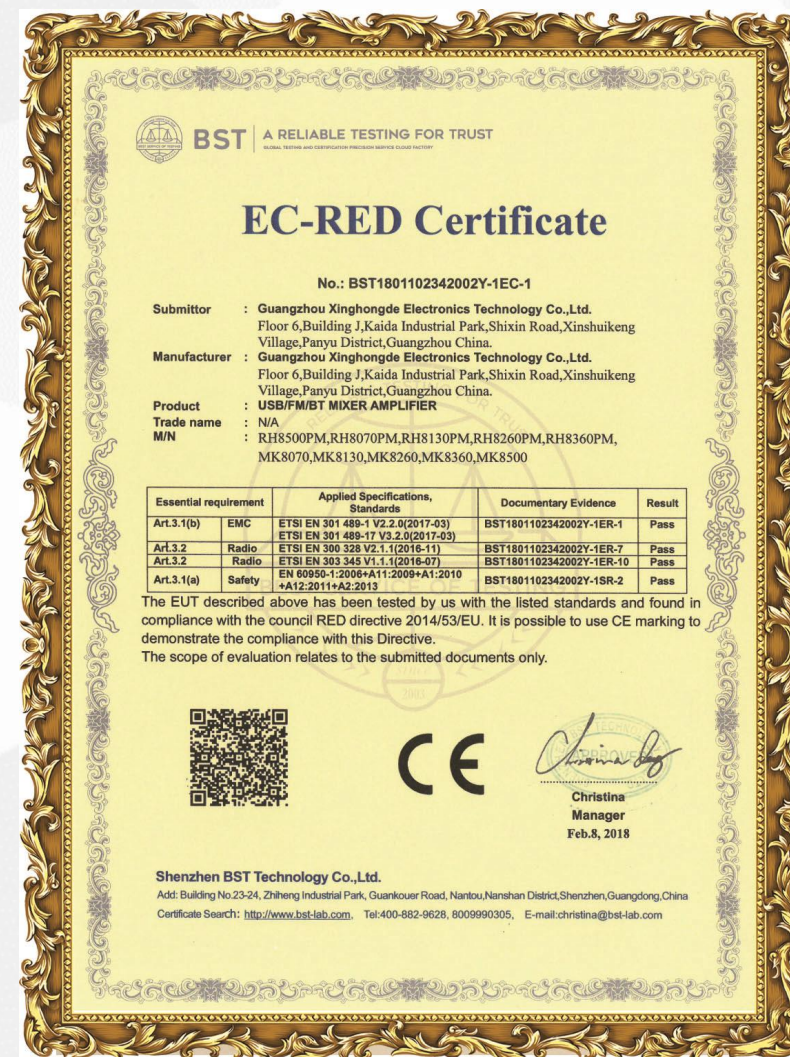 BST
A RELIABLE TESTING FOR TRUST
GLOBAL TESTING AND CERTIFICATION PRECISION SERVICE CLOUD FACTORY
EC-RED Certificate
No.: BST1801102342002Y-1EC-1
Submittor : Guangzhou Xinghongde Electronics Technology Co.,Ltd.
Floor 6,Building J,Kaida Industrial Park,Shixin Road,Xinshuikeng
Village,Panyu District,Guangzhou China.
Manufacturer : Guangzhou Xinghongde Electronics Technology Co.,Ltd.
Floor 6,Building J,Kaida Industrial Park,Shixin Road,Xinshuikeng
Village,Panyu District,Guangzhou China.
Product : USB/FM/BT MIXER AMPLIFIER
Trade name : N/A
M/N : RH8500PM,RH8070PM,RH8130PM,RH8260PM,RH8360PM,
MK8070,MK8130,MK8260,MK8360,MK8500
Essential requirement Applied Specifications, Standards Documentary Evidence Result
Art.3.1(b) EMC ETSI EN 301 489-1 V2.2.0(2017-03) BST1801102342002Y-1ER-1 Pass
ETSI EN 301 489-17 V3.2.0(2017-03)
Art.3.2 Radio ETSI EN 300 328 V2.1.1(2016-11) BST1801102342002Y-1ER-7 Pass
Art.3.2 Radio ETSI EN 303 345 V1.1.1(2016-07) BST1801102342002Y-1ER-10 Pass
Art.3.1(a) Safety EN 60950-1:2006+A11:2009+A1:2010 BST1801102342002Y-1SR-2 Pass
+A12:2011+A2:2013
The EUT described above has been tested by us with the listed standards and found in
compliance with the council RED directive 2014/53/EU. It is possible to use CE marking to
demonstrate the compliance with this Directive.
The scope of evaluation relates to the submitted documents only.
2003
CE
APPROVED
Christina
Manager
Feb.8, 2018
Shenzhen BST Technology Co.,Ltd.
Add: Building No.23-24, Zhiheng Industrial Park, Guankouer Road, Nantou,Nanshan District,Shenzhen,Guangdong,China
Certificate Search: http://www.bst-lab.com, Tel:400-882-9628, 8009990305, E-mail:christina@bst-lab.com